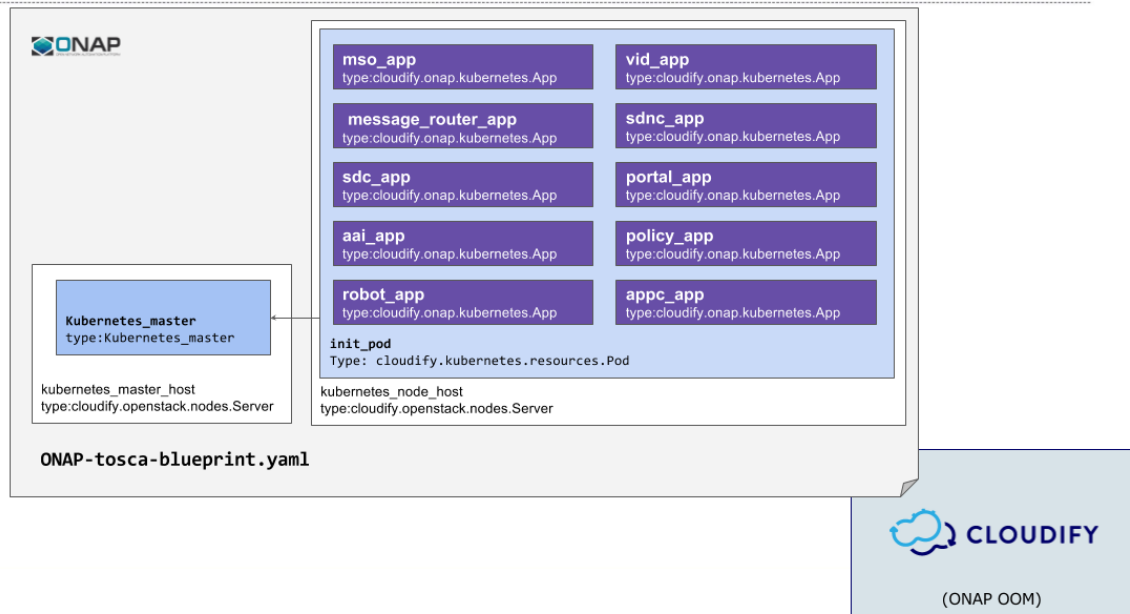 ONAP
mso_app
type:cloudify.onap.kubernetes.App
vid_app
type:cloudify.onap.kubernetes.App
message_router_app
type:cloudify.onap.kubernetes.App
sdnc_app
type:cloudify.onap.kubernetes.App
sdc_app
type:cloudify.onap.kubernetes.App
portal_app
type:cloudify.onap.kubernetes.App
aai_app
type:cloudify.onap.kubernetes.App
policy_app
type:cloudify.onap.kubernetes.App
robot_app
type:cloudify.onap.kubernetes.App
appc_app
type:cloudify.onap.kubernetes.App
init_pod
Type: cloudify.kubernetes.resources.Pod
Kubernetes_master
type:Kubernetes_master
kubernetes_master_host
type:cloudify.openstack.nodes.Server
kubernetes_node_host
type:cloudify.openstack.nodes.Server
ONAP-tosca-blueprint.yaml
CLOUDIFY
(ONAP OOM)